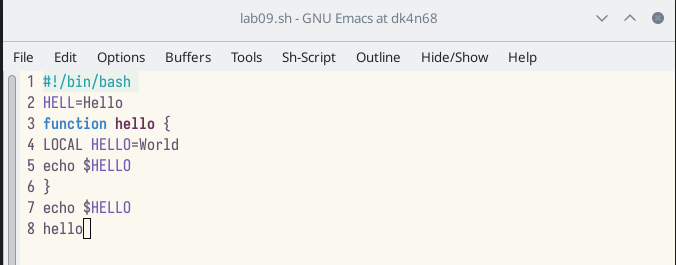 lab09.sh - GNU Emacs at dk4n68
File Edit Options Buffers Tools Sh-Script Outline Hide/Show Help
1 #!/bin/bash
2 HELL=Hello
3 function hello {
4 LOCAL HELLO=World
5 echo $HELLO
6 }
7 echo $HELLO
8 hello